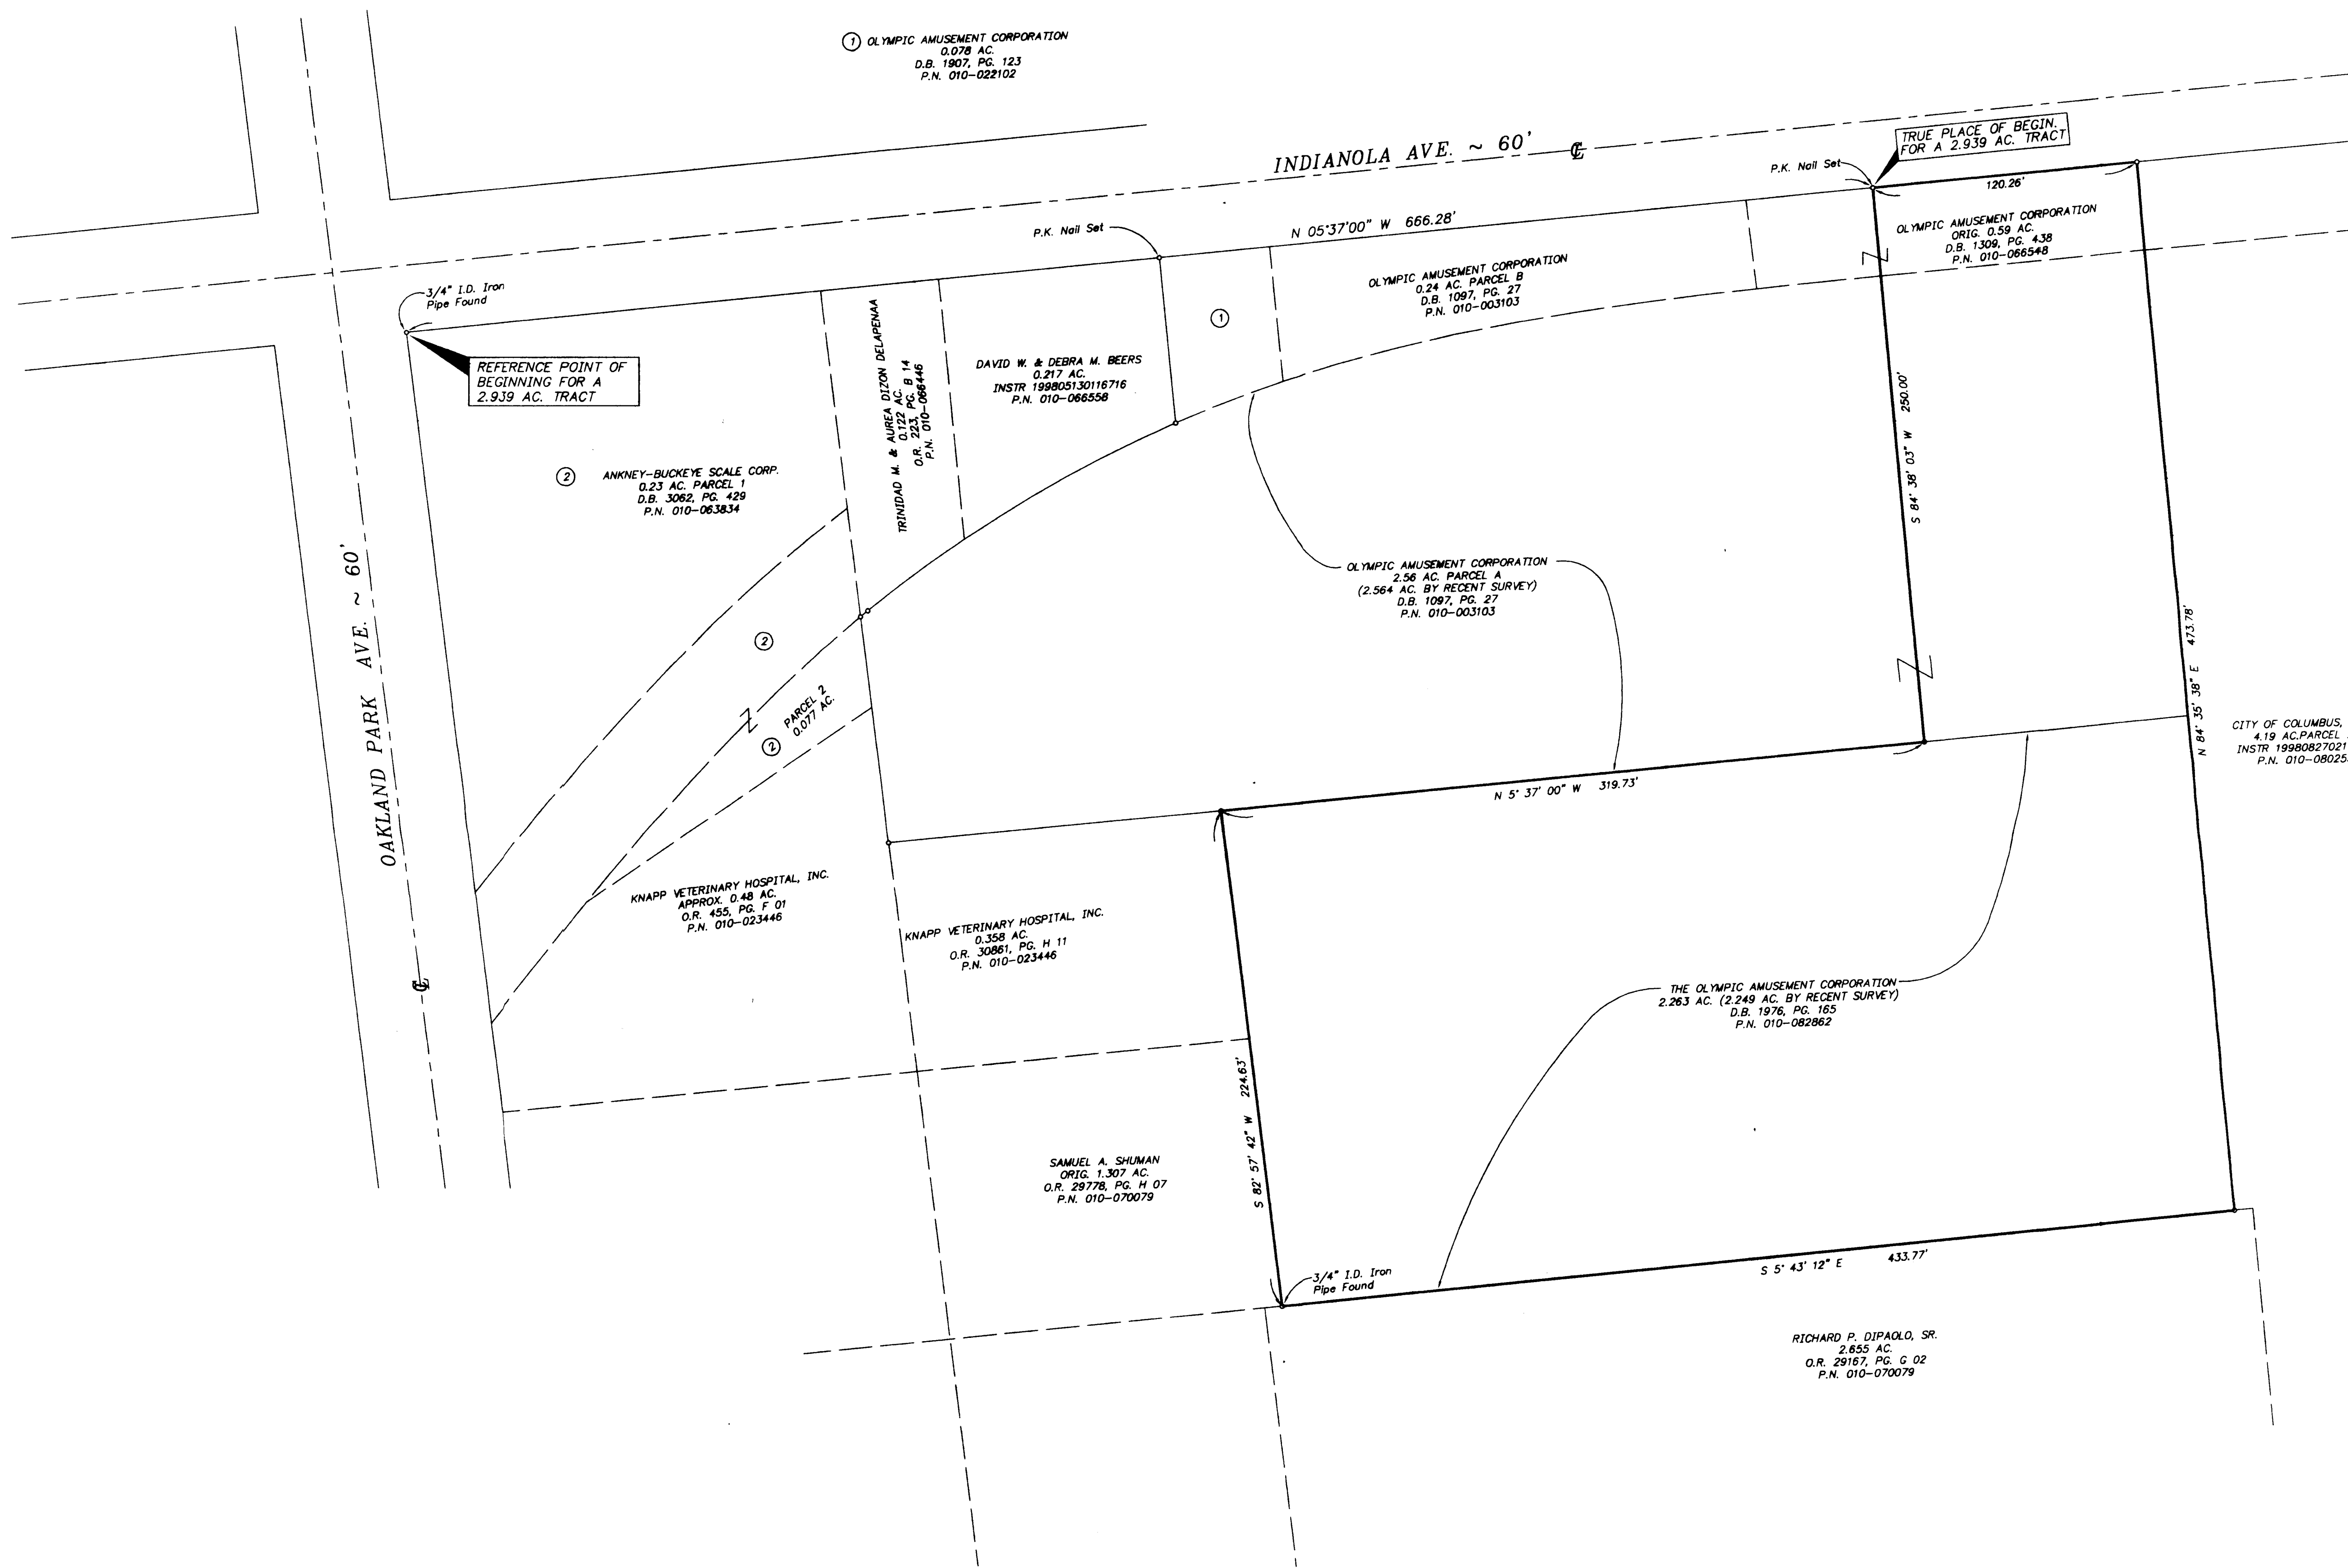 ① OLYMPIC AMUSEMENT CORPORATION
0.078 AC.
D.B. 1907, PG. 123
P.N. 010-022102
INDIANOLA AVE. ~ 60' ℄
TRUE PLACE OF BEGIN.
FOR A 2.939 AC. TRACT
P.K. Nail Set
120.26'
OLYMPIC AMUSEMENT CORPORATION
ORIG. 0.59 AC.
D.B. 1309, PG. 438
P.N. 010-066548
P.K. Nail Set
N 05°37'00" W 666.28'
OLYMPIC AMUSEMENT CORPORATION
0.24 AC. PARCEL B
D.B. 1097, PG. 27
P.N. 010-003103
①
3/4" I.D. Iron
Pipe Found
REFERENCE POINT OF
BEGINNING FOR A
2.939 AC. TRACT
TRINIDAD M. & AUREA DIZON DELAPENAA
0.122 AC.
O.R. 223, PG. B 14
P.N. 010-066446
DAVID W. & DEBRA M. BEERS
0.217 AC.
INSTR 199805130116716
P.N. 010-066558
② ANKNEY-BUCKEYE SCALE CORP.
0.23 AC. PARCEL 1
D.B. 3062, PG. 429
P.N. 010-063834
S 84° 38' 03" W 250.00'
OLYMPIC AMUSEMENT CORPORATION
2.56 AC. PARCEL A
(2.564 AC. BY RECENT SURVEY)
D.B. 1097, PG. 27
P.N. 010-003103
OAKLAND PARK AVE. ~ 60'
℄
②
② PARCEL 2
0.077 AC.
N 84° 35' 38" E 473.78'
CITY OF COLUMBUS,
4.19 AC.PARCEL
INSTR 19980827021
P.N. 010-08025
N 5° 37' 00" W 319.73'
KNAPP VETERINARY HOSPITAL, INC.
APPROX. 0.48 AC.
O.R. 455, PG. F 01
P.N. 010-023446
KNAPP VETERINARY HOSPITAL, INC.
0.358 AC.
O.R. 30861, PG. H 11
P.N. 010-023446
THE OLYMPIC AMUSEMENT CORPORATION
2.263 AC. (2.249 AC. BY RECENT SURVEY)
D.B. 1976, PG. 165
P.N. 010-082862
S 82° 57' 42" W 224.63'
SAMUEL A. SHUMAN
ORIG. 1.307 AC.
O.R. 29778, PG. H 07
P.N. 010-070079
3/4" I.D. Iron
Pipe Found
S 5° 43' 12" E 433.77'
RICHARD P. DIPAOLO, SR.
2.655 AC.
O.R. 29167, PG. G 02
P.N. 010-070079